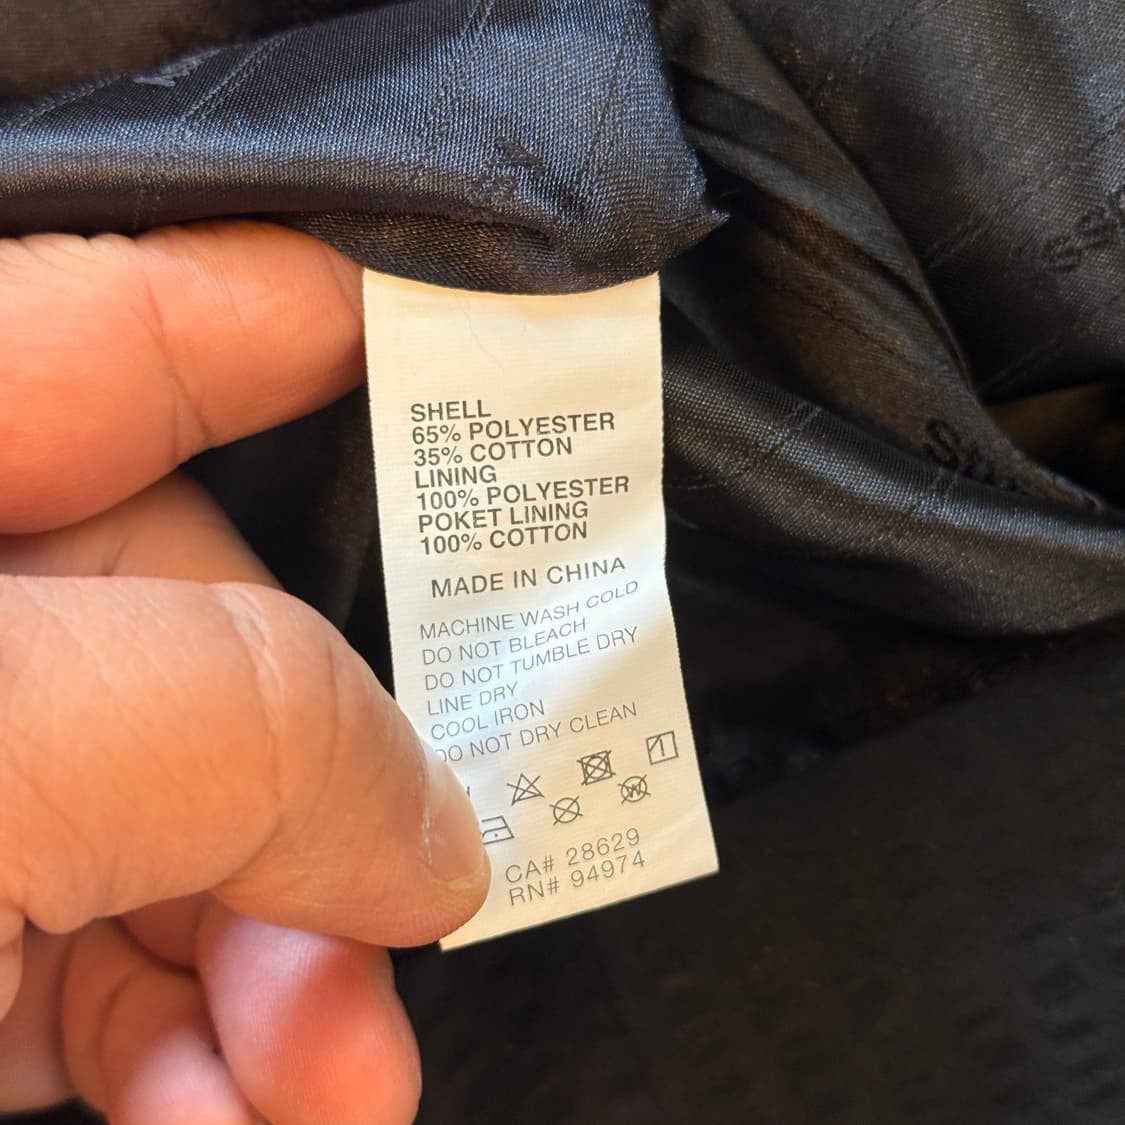 SHELL
65% POLYESTER
35% COTTON
LINING
100% POLYESTER
POKET LINING
100% COTTON
MADE IN CHINA
MACHINE WASH COLD
DO NOT BLEACH
DO NOT TUMBLE DRY
LINE DRY
COOL IRON
DO NOT DRY CLEAN
W
CA# 28629
RN# 94974